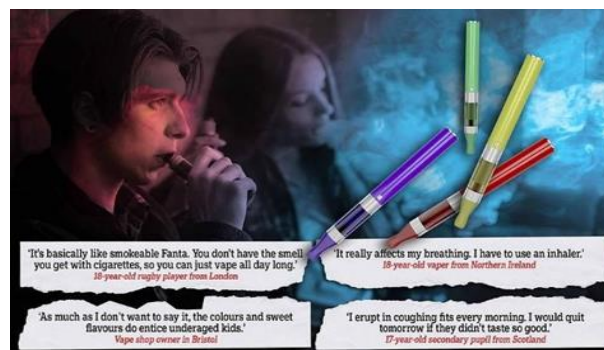 'It's basically like smokeable Fanta. You don't have the smell
you get with cigarettes, so you can just vape all day long.'
18-year-old rugby player from London
'It really affects my breathing. I have to use an inhaler.'
18-year-old vaper from Northern Ireland
'As much as I don't want to say it, the colours and sweet
flavours do entice underaged kids.'
Vape shop owner in Bristol
'I erupt in coughing fits every morning. I would quit
tomorrow if they didn't taste so good.'
17-year-old secondary pupil from Scotland